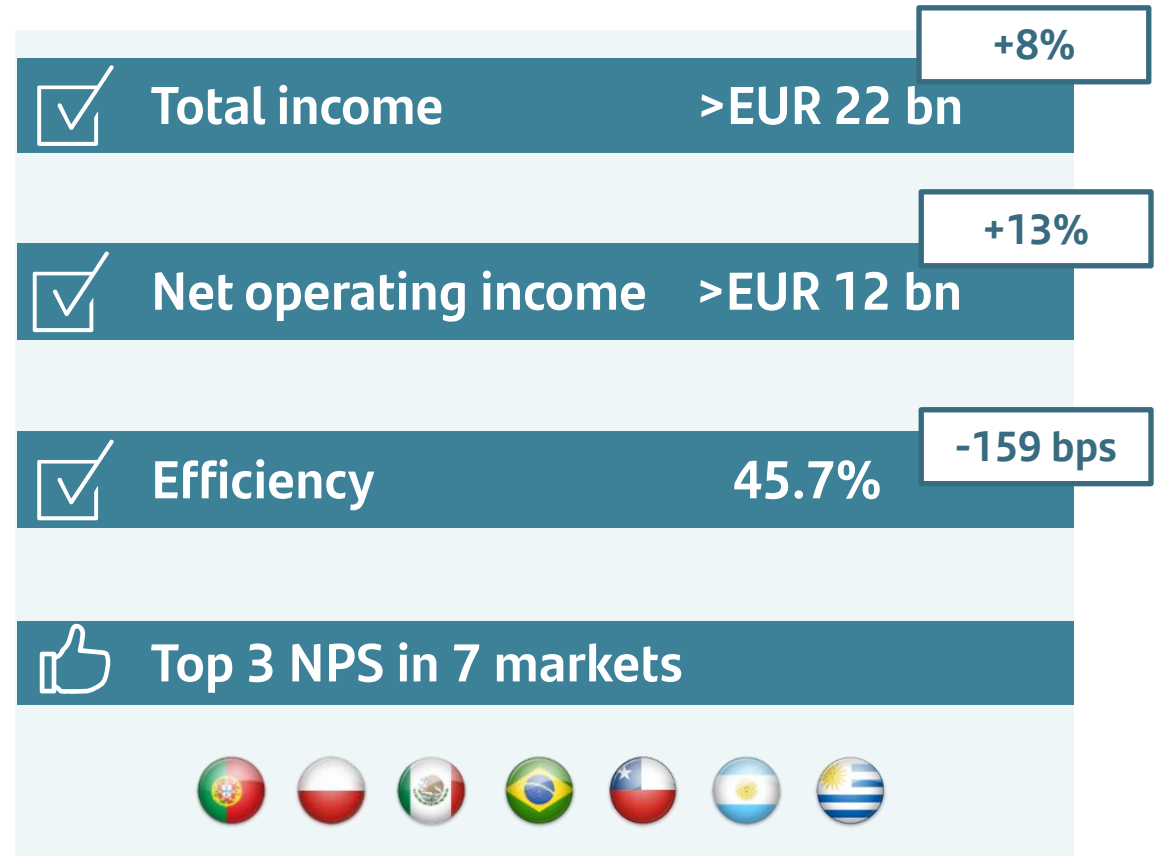 +8%
Total income >EUR 22 bn
+13%
Net operating income >EUR 12 bn
-159 bps
Efficiency 45.7%
Top 3 NPS in 7 markets